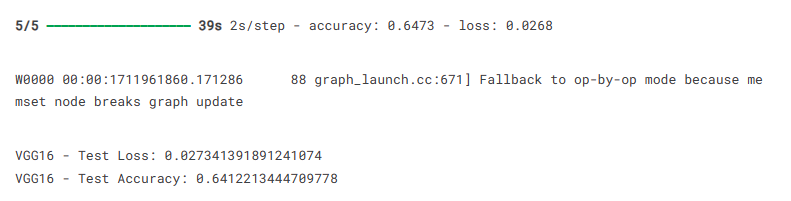 5/5 ━━━━━━━━━━━━━━━━━━━━ 39s 2s/step - accuracy: 0.6473 - loss: 0.0268
W0000 00:00:1711961860.171286      88 graph_launch.cc:671] Fallback to op-by-op mode because me
mset node breaks graph update
VGG16 - Test Loss: 0.027341391891241074
VGG16 - Test Accuracy: 0.6412213444709778